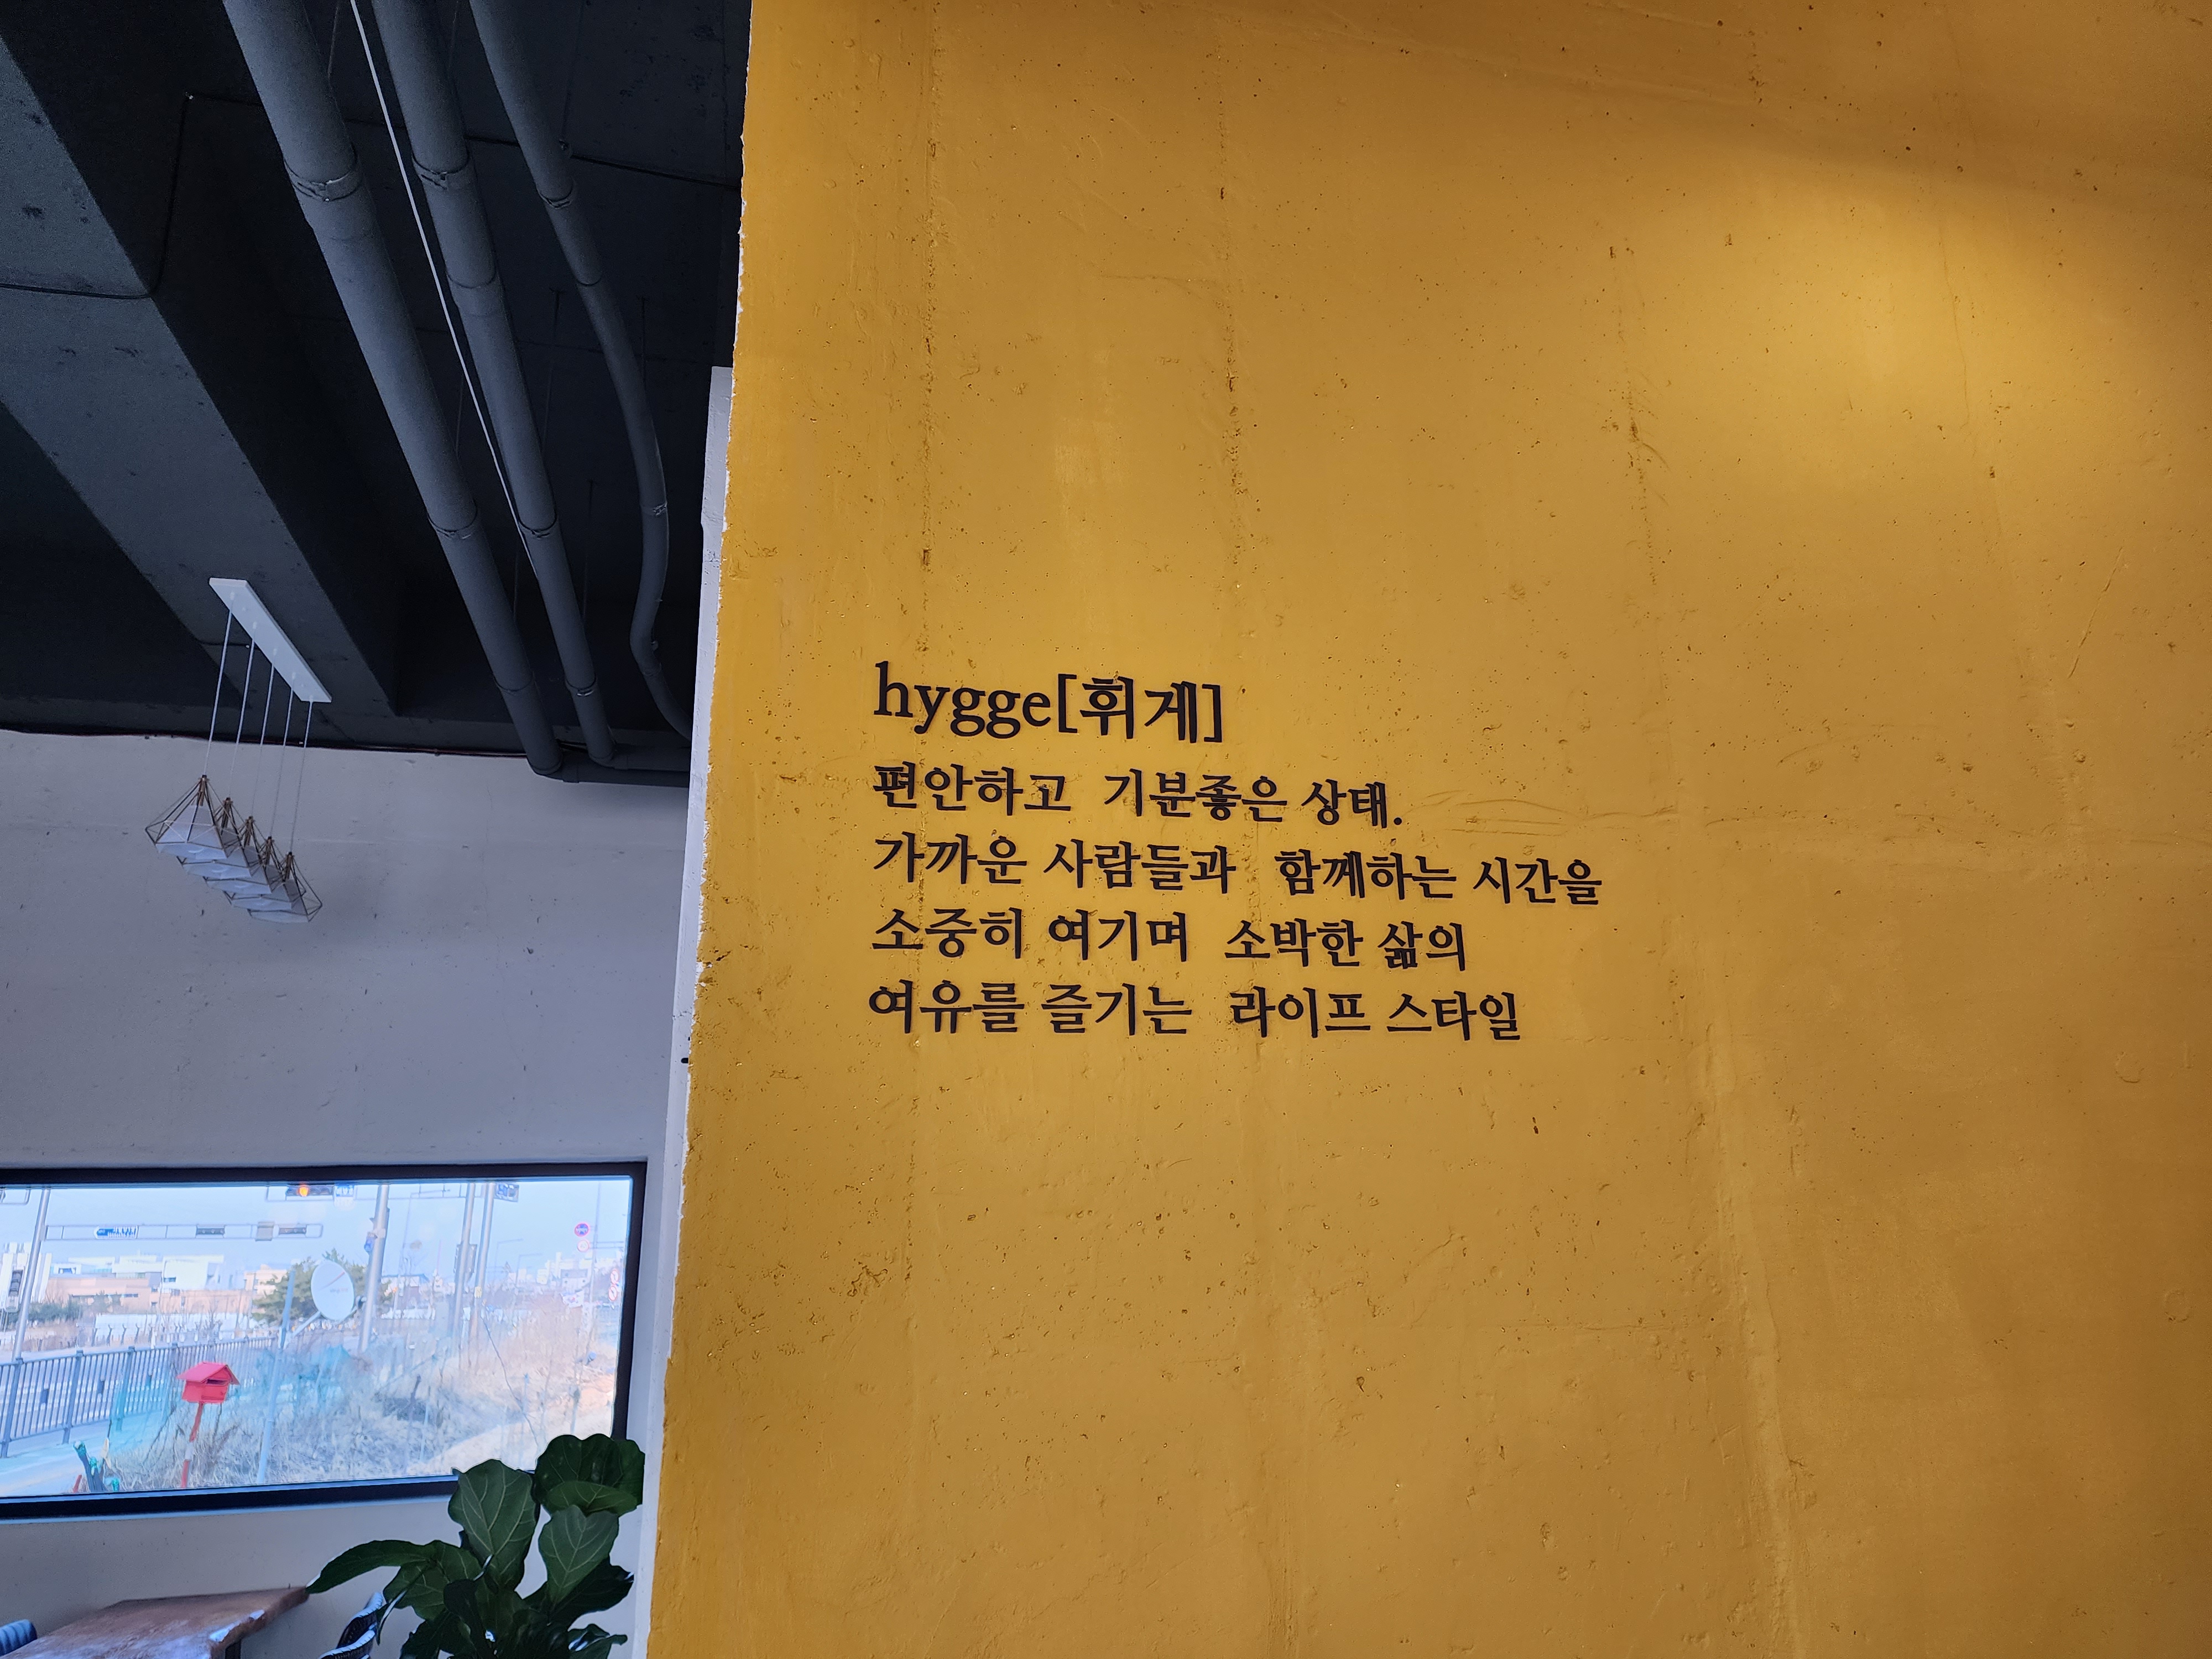 hygge[휘게]
편안하고 기분좋은 상태.
가까운 사람들과 함께하는 시간을
소중히 여기며 소박한 삶의
여유를 즐기는 라이프 스타일